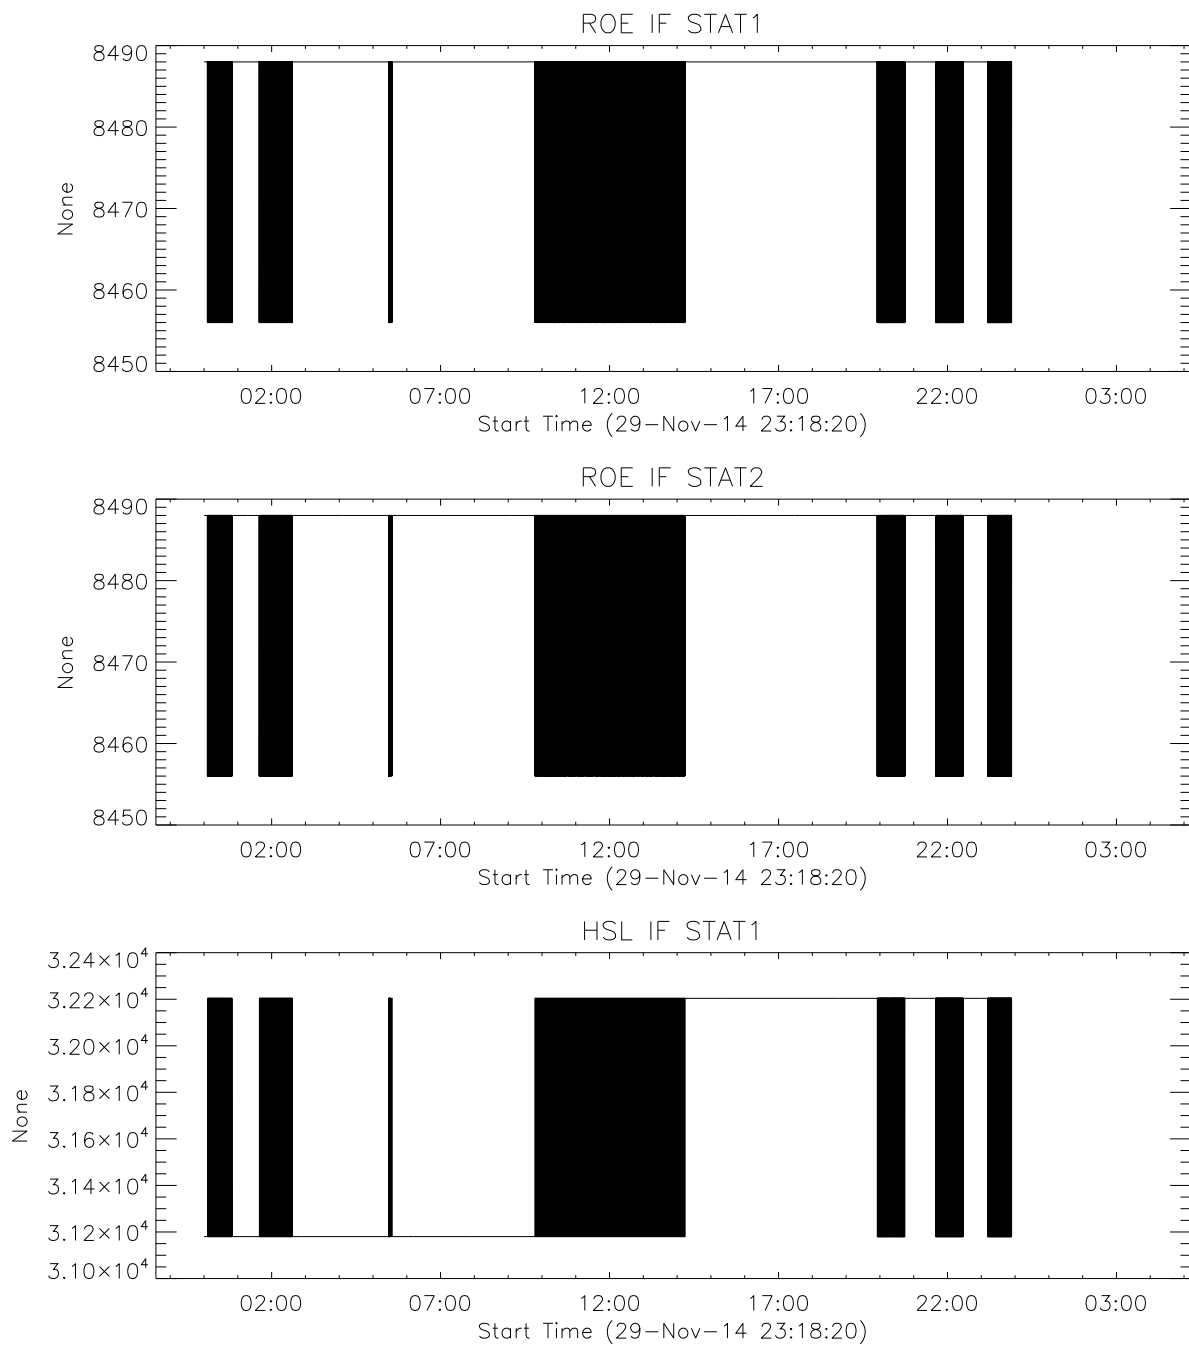 ROE IF STAT1
8490
8480
8470
8460
8450
None
02:00 07:00 12:00 17:00 22:00 03:00
Start Time (29-Nov-14 23:18:20)
ROE IF STAT2
8490
8480
8470
8460
8450
None
02:00 07:00 12:00 17:00 22:00 03:00
Start Time (29-Nov-14 23:18:20)
HSL IF STAT1
3.24×10⁴
3.22×10⁴
3.20×10⁴
3.18×10⁴
3.16×10⁴
3.14×10⁴
3.12×10⁴
3.10×10⁴
None
02:00 07:00 12:00 17:00 22:00 03:00
Start Time (29-Nov-14 23:18:20)